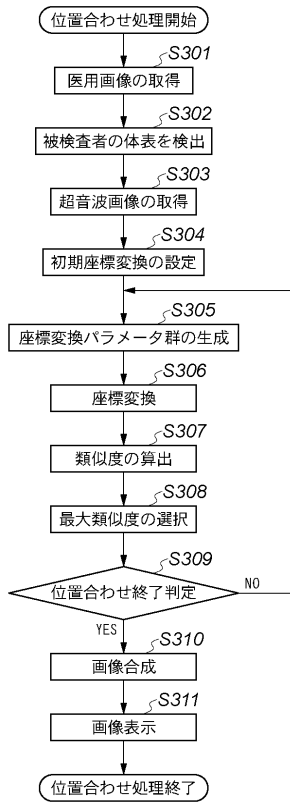 位置合わせ処理開始
S301
医用画像の取得
S302
被検査者の体表を検出
S303
超音波画像の取得
S304
初期座標変換の設定
S305
座標変換パラメータ群の生成
S306
座標変換
S307
類似度の算出
S308
最大類似度の選択
S309
位置合わせ終了判定
NO
YES
S310
画像合成
S311
画像表示
位置合わせ処理終了